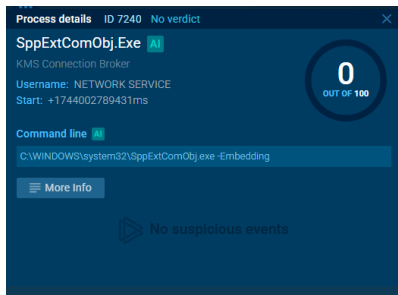 Process details ID 7240 No verdict
SppExtComObj.Exe AI
KMS Connection Broker
Username: NETWORK SERVICE
Start: +1744002789431ms
0
OUT OF 100
Command line AI
C:\WINDOWS\system32\SppExtComObj.exe -Embedding
More Info
No suspicious events